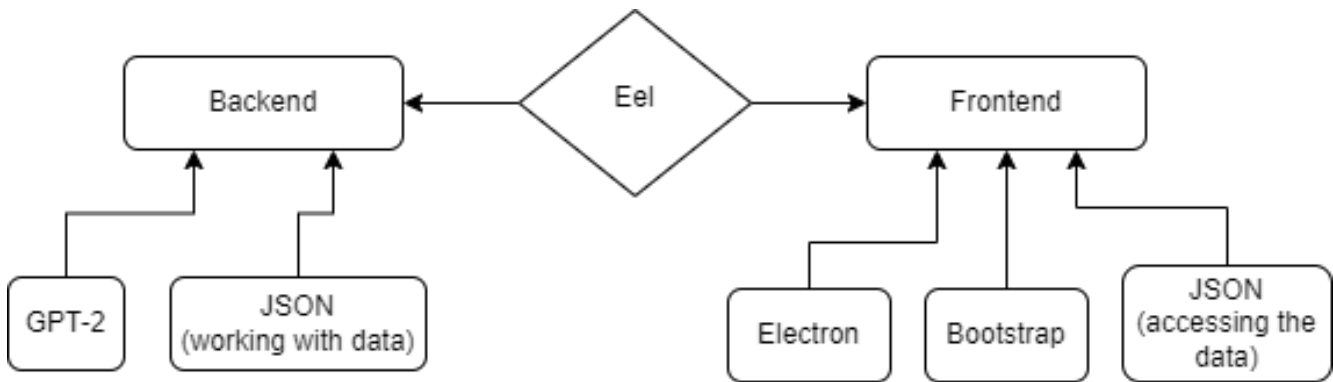 Backend
Eel
Frontend
GPT-2
JSON
(working with data)
Electron
Bootstrap
JSON
(accessing the
data)